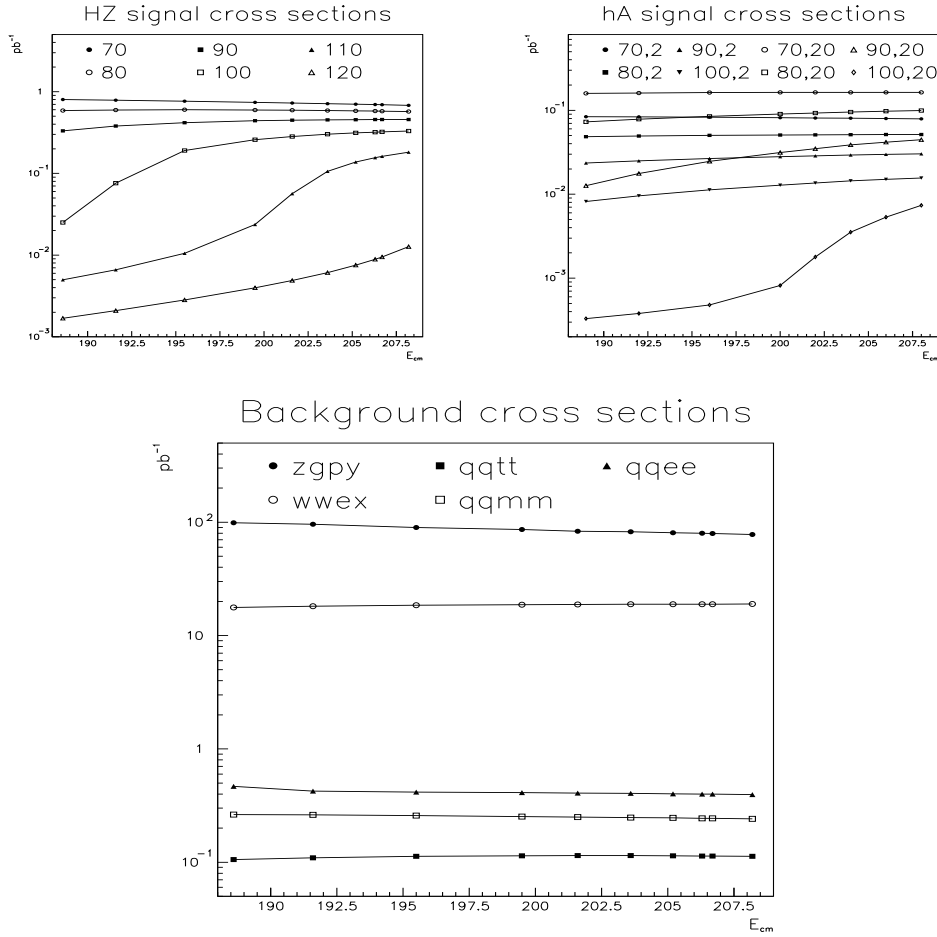 HZ signal cross sections
pb-1
70 90 110
80 100 120
1
10-1
10-2
10-3
190 192.5 195 197.5 200 202.5 205 207.5
Ecm
hA signal cross sections
pb-1
70,2 90,2 70,20 90,20
80,2 100,2 80,20 100,20
10-1
10-2
10-3
190 192.5 195 197.5 200 202.5 205 207.5
Ecm
Background cross sections
pb-1
zgpy qqtt qqee
wwex qqmm
102
10
1
10-1
190 192.5 195 197.5 200 202.5 205 207.5
Ecm